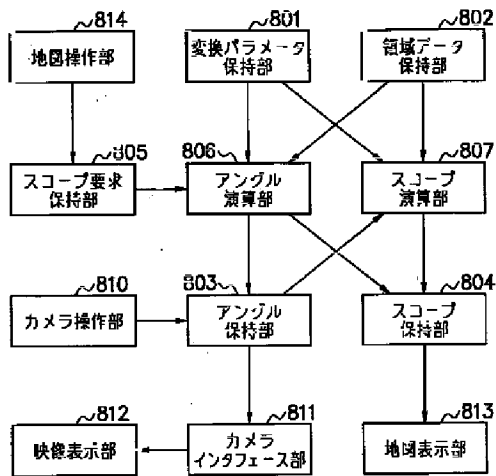 814
801
802
地図操作部
変換パラメータ
保持部
領域データ
保持部
805
806
807
スコープ要求
保持部
アングル
演算部
スコープ
演算部
810
803
804
カメラ操作部
アングル
保持部
スコープ
保持部
812
811
813
映像表示部
カメラ
インタフェース部
地図表示部